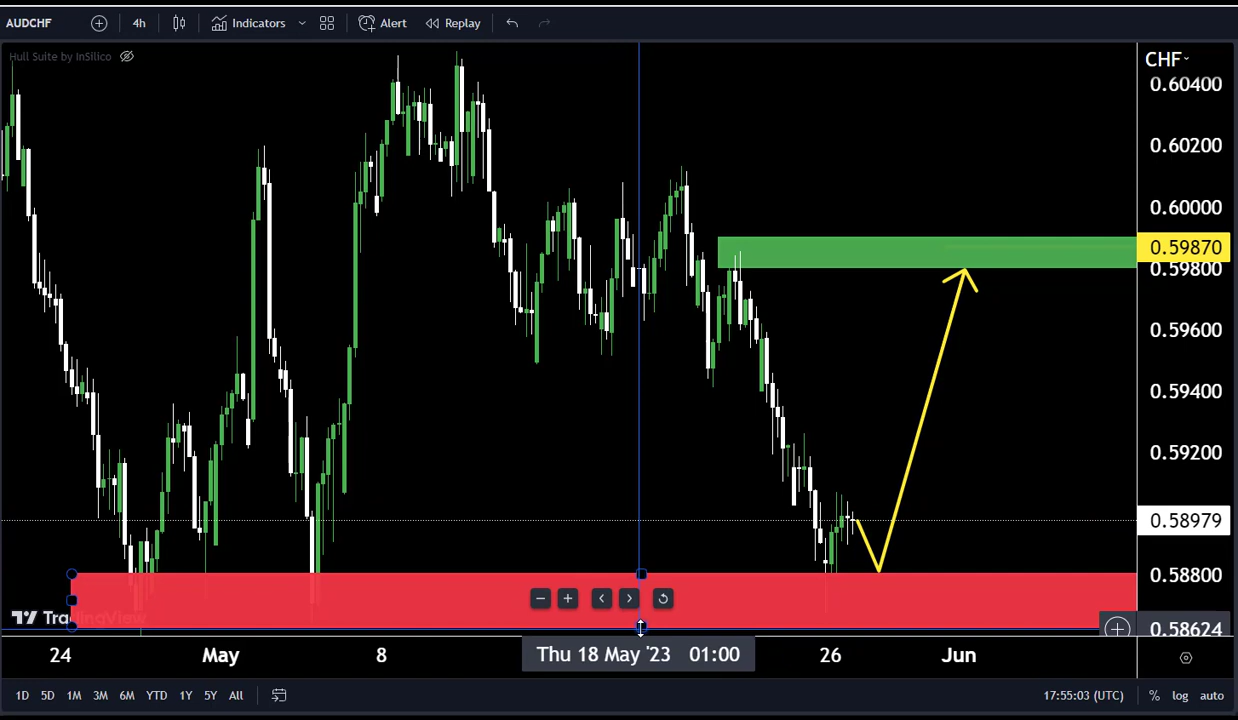 AUDCHF 4h Indicators Alert Replay
Hull Suite by InSilico
CHF
0.60400
0.60200
0.60000
0.59870
0.59800
0.59600
0.59400
0.59200
0.58979
0.58800
0.58624
TradingView
24 May 8 Thu 18 May '23 01:00 26 Jun
1D 5D 1M 3M 6M YTD 1Y 5Y All 17:55:03 (UTC) % log auto